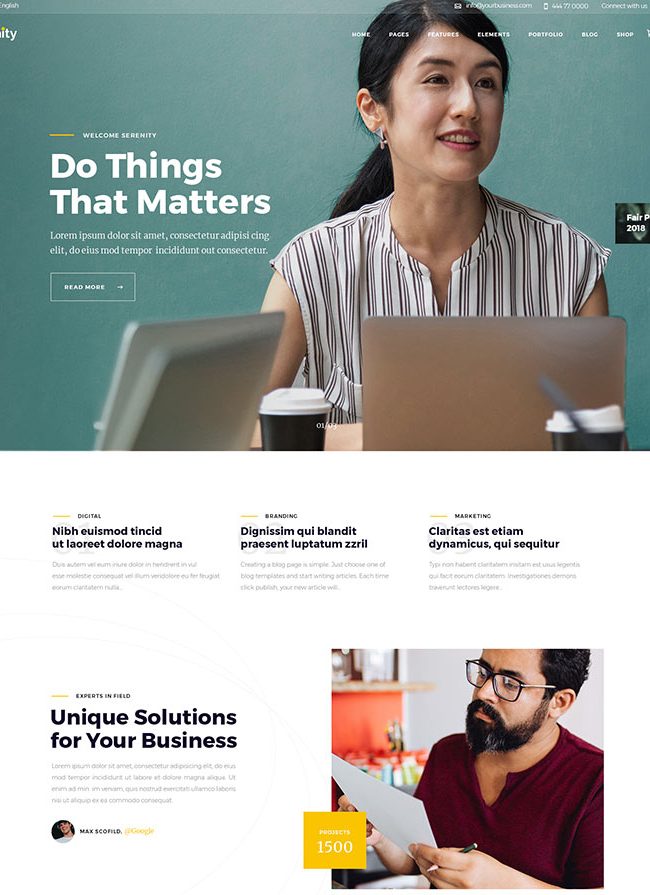 English
info@yourbusiness.com 444 77 0000 Connect with us
nity
HOME PAGES FEATURES ELEMENTS PORTFOLIO BLOG SHOP
WELCOME SERENITY
Do Things
That Matters
Lorem ipsum dolor sit amet, consectetur adipisi cing
elit, do eius mod tempor incididunt out consectetur.
READ MORE
Fair P
2018
01/03
01
DIGITAL
Nibh euismod tincid
ut laoreet dolore magna
Duis autem vel eum iriure dolor in hendrerit in vul
esse molestie consequat vel illum veridolore eu fer feugiat
eorum claritatem nulla...
02
BRANDING
Dignissim qui blandit
praesent luptatum zzril
Creating a blog page is simple. Just choose one of
blog templates and start writing articles. Each time
click publish, your new article will...
03
MARKETING
Claritas est etiam
dynamicus, qui sequitur
Typi non habent claritatem insitam est usus legentis
qui facit eorum claritatem. Investigationes demons
traverunt lectores legere...
EXPERTS IN FIELD
Unique Solutions
for Your Business
Lorem ipsum dolor sit amet, consectetur adipoiscing elit, do eius
mod tempor incididunt ut labore et dolore magna aliqua. Ut
enim ad min im veniam, quis nostrud exercitati ullamco laboris
nisi ut aliquip ex ea commodo consequat
MAX SCOFILD, @Google
PROJECTS
1500